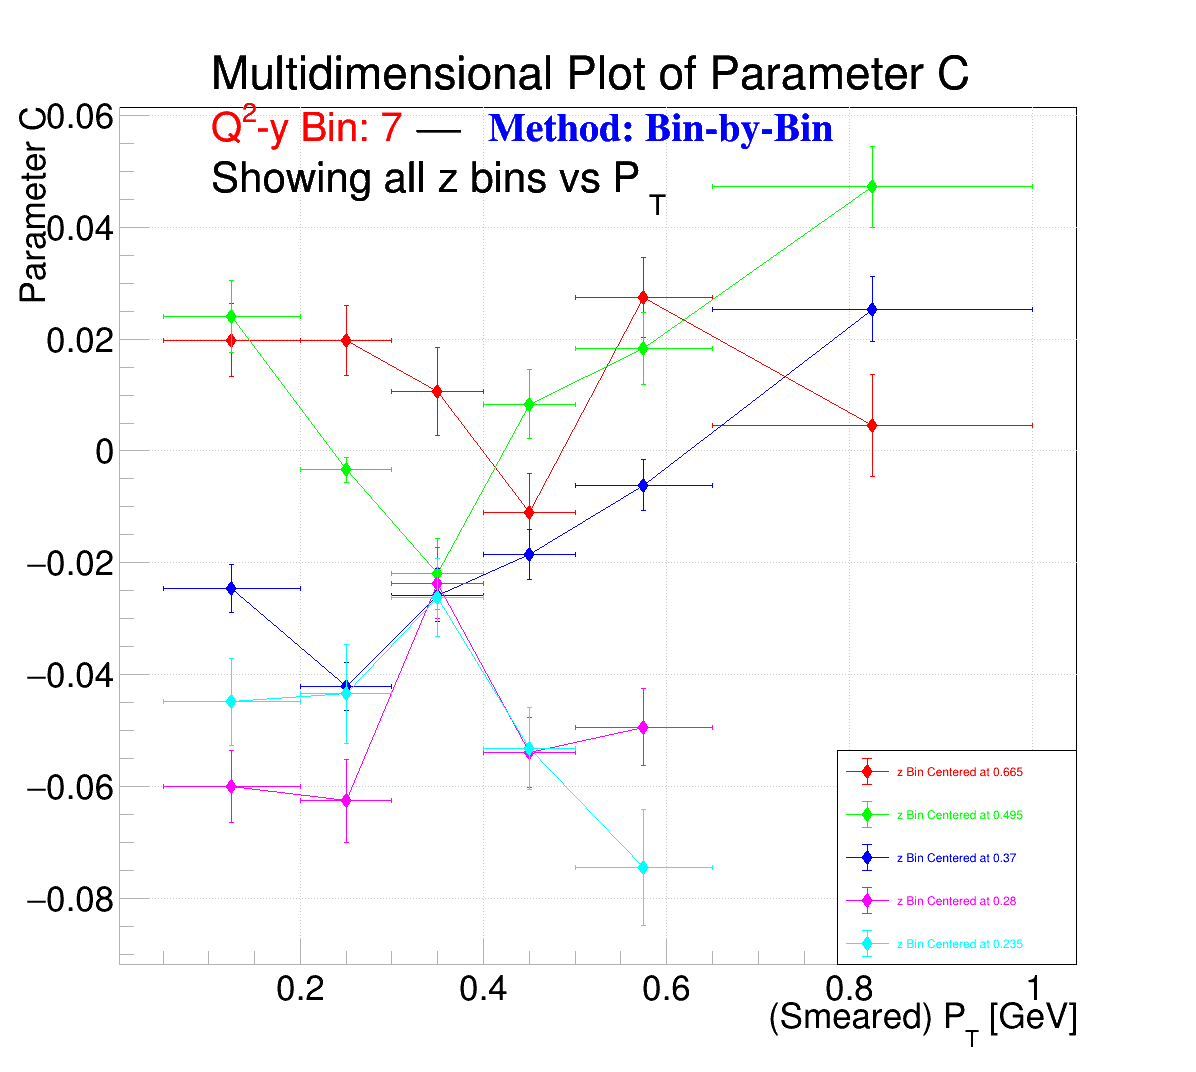 Multidimensional Plot of Parameter C
Q²-y Bin: 7 — Method: Bin-by-Bin
Showing all z bins vs P_T
Parameter C
0.06
0.04
0.02
0
−0.02
−0.04
−0.06
−0.08
z Bin Centered at 0.665
z Bin Centered at 0.495
z Bin Centered at 0.37
z Bin Centered at 0.28
z Bin Centered at 0.235
0.2 0.4 0.6 0.8 1
(Smeared) P_T [GeV]